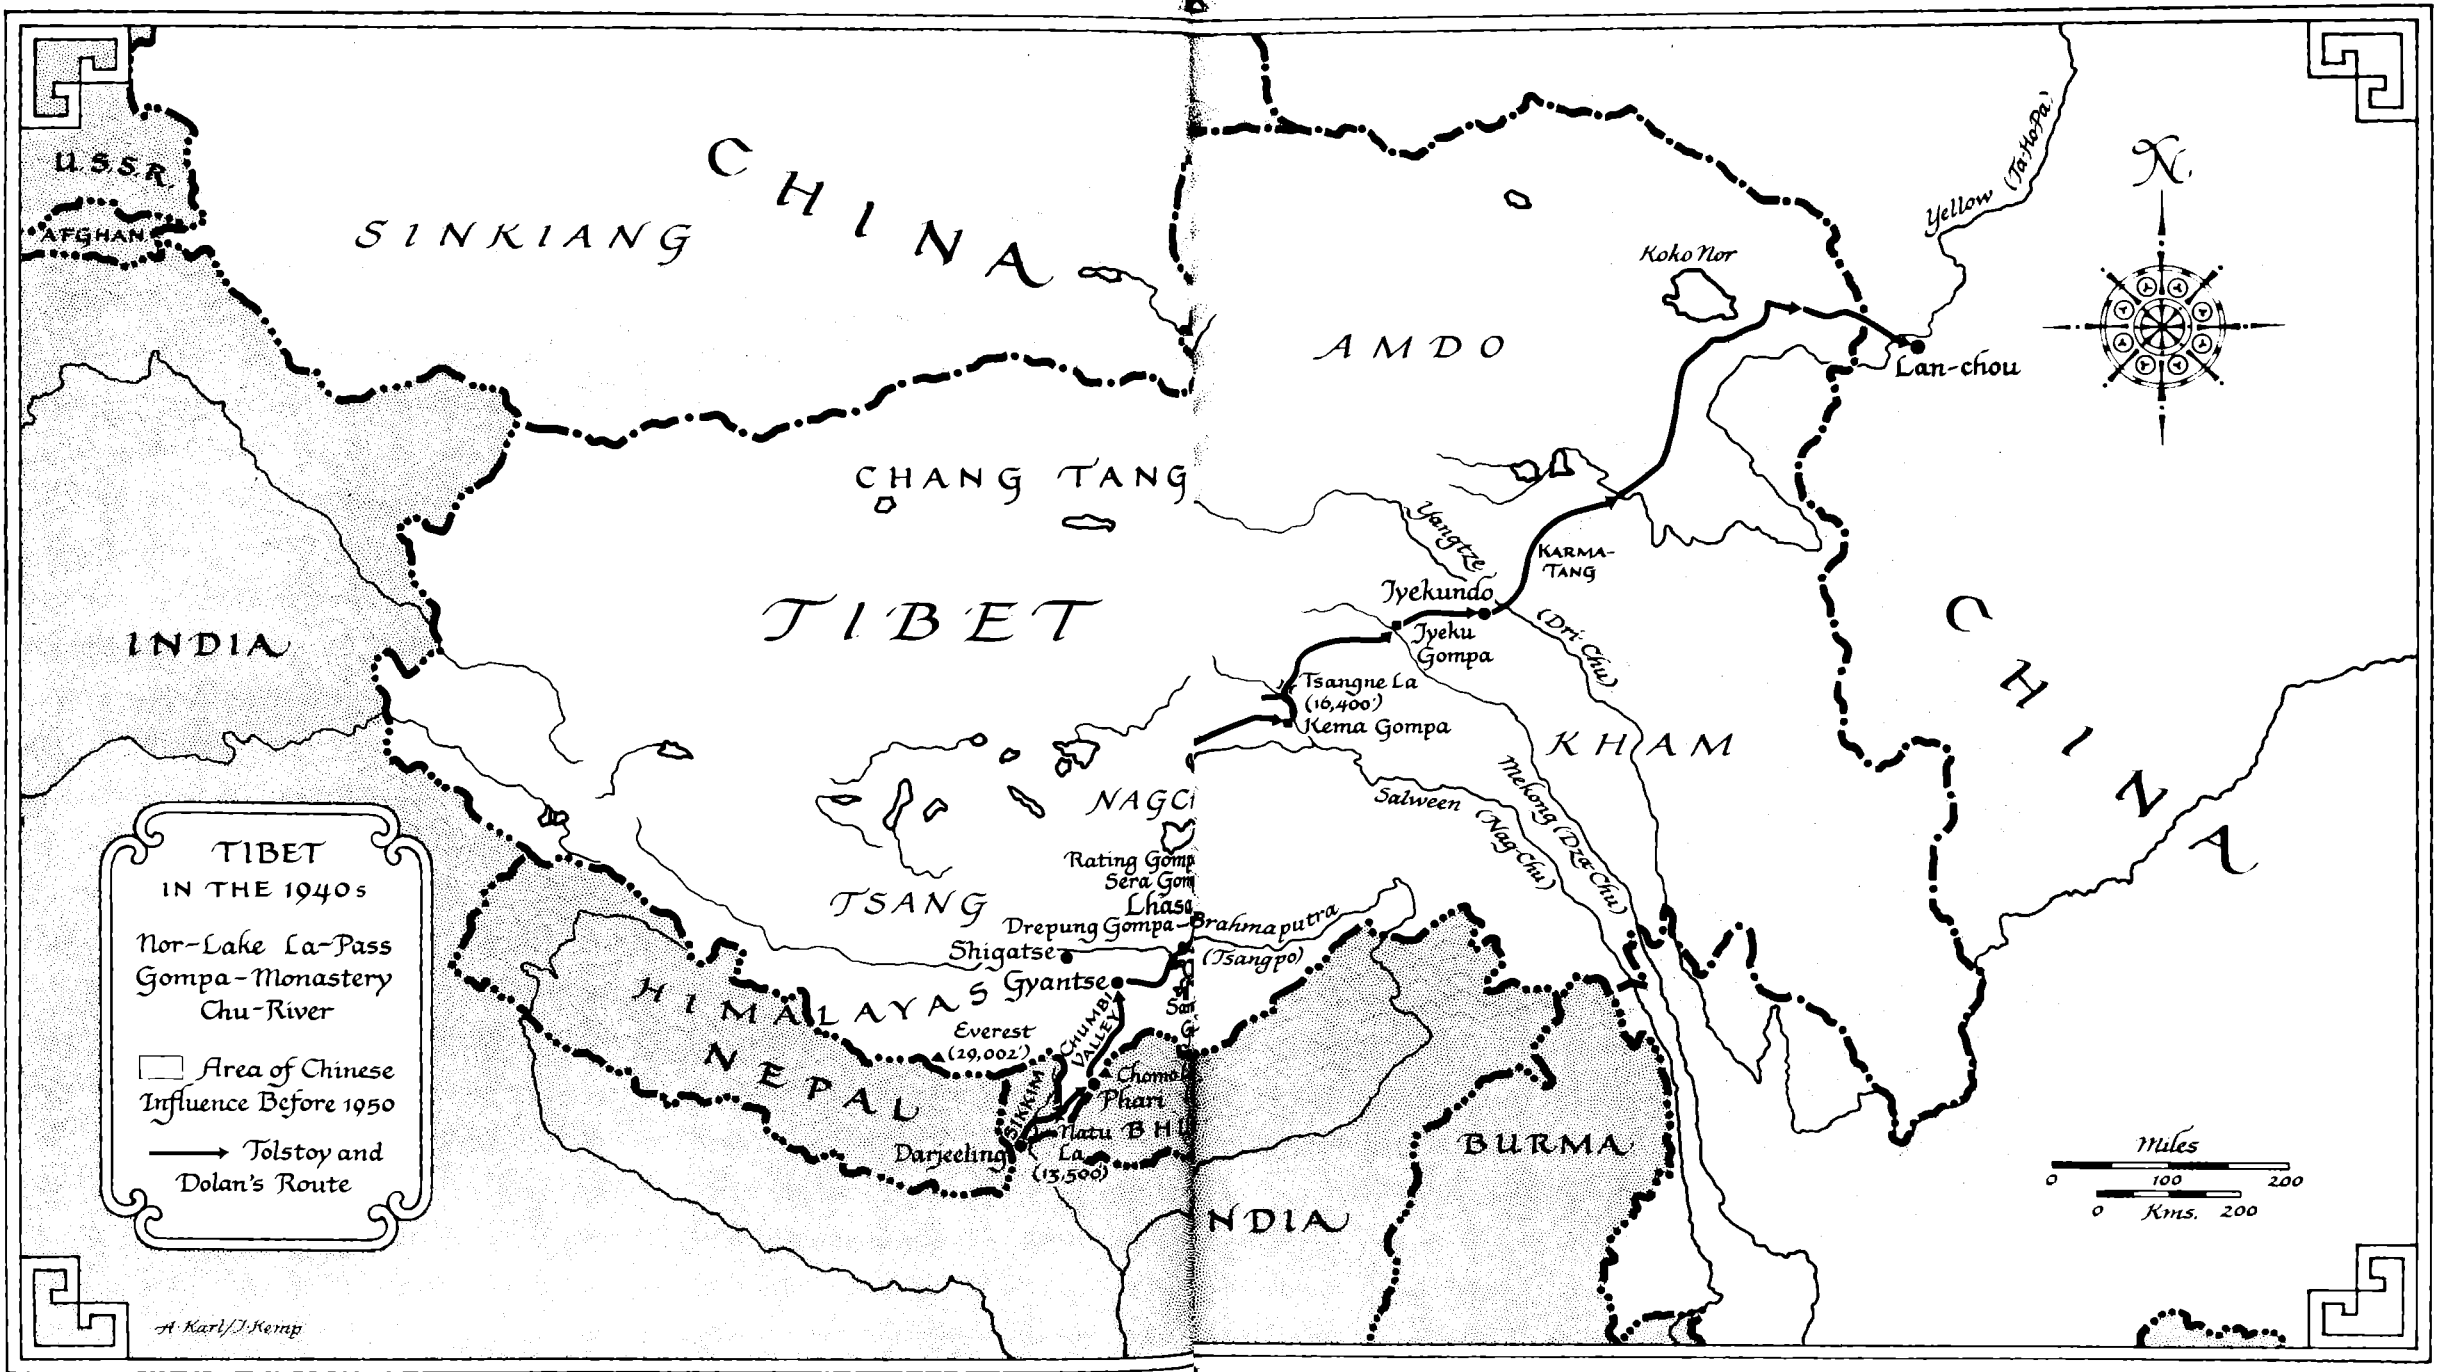 U.S.S.R.
AFGHAN
SINKIANG
CHINA
Yellow (Ta-HoPa)
N.
Koko Nor
AMDO
Lan-chou
CHANG TANG
Yangtze
KARMA-
TANG
TIBET
Jyekundo
Jyeku
Gompa
(Dri-Chu)
INDIA
Tsangne La
(16,400')
Kema Gompa
KHAM
CHINA
Mekong (Dza-Chu)
Salween (Nag-Chu)
NAGC
Rating Gomp
Sera Gom
Lhasa
Drepung Gompa
Brahmaputra
(Tsangpo)
TSANG
Shigatse
Gyantse
HIMALAYAS
Everest
(29,002')
CHUMBI
VALLEY
NEPAL
SIKKIM
Chomo
Phari
Natu
La
(13,500')
BHU
Darjeeling
BURMA
NDIA
TIBET
IN THE 1940s
Nor-Lake La-Pass
Gompa-Monastery
Chu-River
Area of Chinese
Influence Before 1950
Tolstoy and
Dolan's Route
Miles
0 100 200
0 Kms. 200
A·Karl/J·Kemp